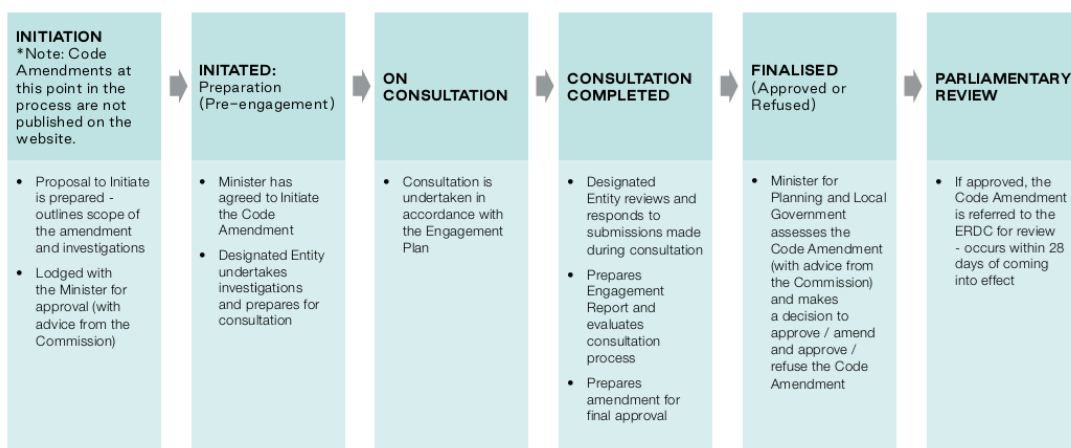 INITIATION
*Note: Code
Amendments at
this point in the
process are not
published on the
website.
• Proposal to Initiate
is prepared -
outlines scope of
the amendment
and investigations
• Lodged with
the Minister for
approval (with
advice from the
Commission)
INITATED:
Preparation
(Pre-engagement)
• Minister has
agreed to Initiate
the Code
Amendment
• Designated Entity
undertakes
investigations
and prepares for
consultation
ON
CONSULTATION
• Consultation is
undertaken in
accordance with
the Engagement
Plan
CONSULTATION
COMPLETED
• Designated
Entity reviews and
responds to
submissions made
during consultation
• Prepares
Engagement
Report and
evaluates
consultation
process
• Prepares
amendment for
final approval
FINALISED
(Approved or
Refused)
• Minister for
Planning and Local
Government
assesses the
Code Amendment
(with advice from
the Commission)
and makes
a decision to
approve / amend
and approve /
refuse the Code
Amendment
PARLIAMENTARY
REVIEW
• If approved, the
Code Amendment
is referred to the
ERDC for review
- occurs within 28
days of coming
into effect